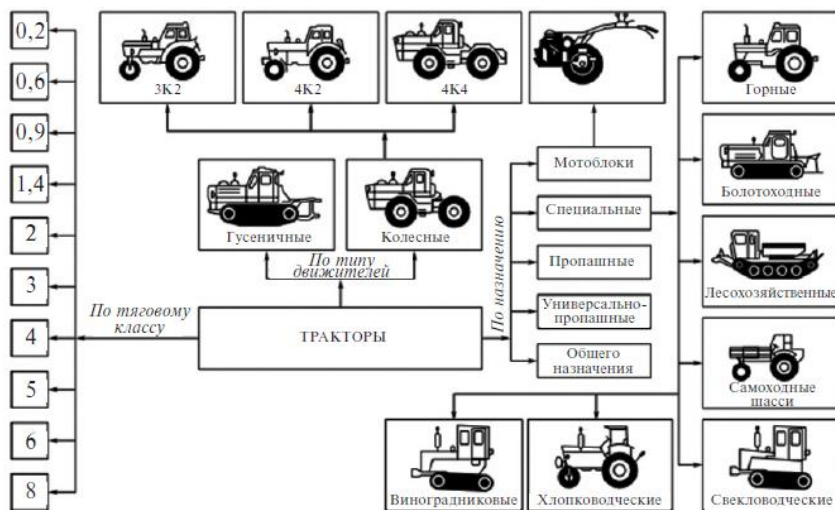 0,2
0,6
0,9
1,4
2
3
4
5
6
8
3К2
4К2
4К4
Гусеничные
Колесные
По типу
движителей
По тяговому
классу
ТРАКТОРЫ
По назначению
Мотоблоки
Специальные
Пропашные
Универсально-
пропашные
Общего
назначения
Горные
Болотоходные
Лесохозяйственные
Самоходные
шасси
Виноградниковые
Хлопководческие
Свекловодческие